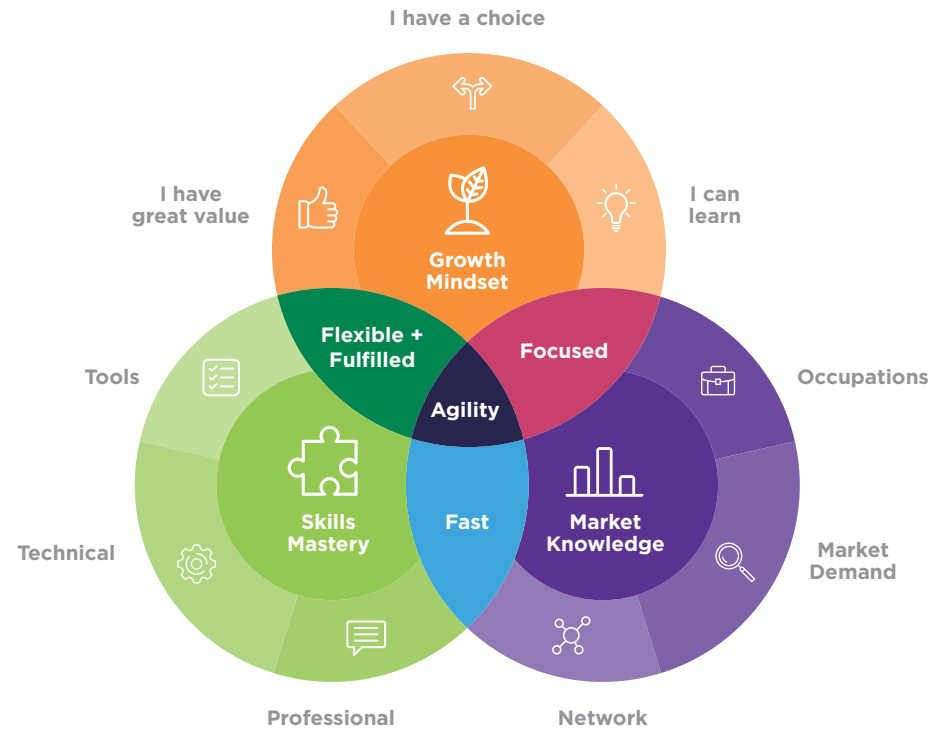 I have a choice
I have
great value
I can
learn
Growth
Mindset
Flexible +
Fulfilled
Focused
Tools
Occupations
Agility
Skills
Mastery
Fast
Market
Knowledge
Technical
Market
Demand
Professional
Network